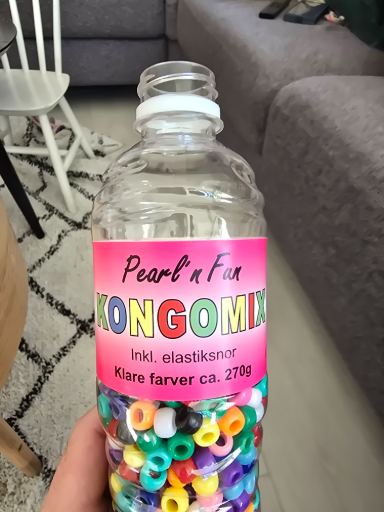 Pearl'n Fun
KONGOMIX
Inkl. elastiksnor
Klare farver ca. 270g